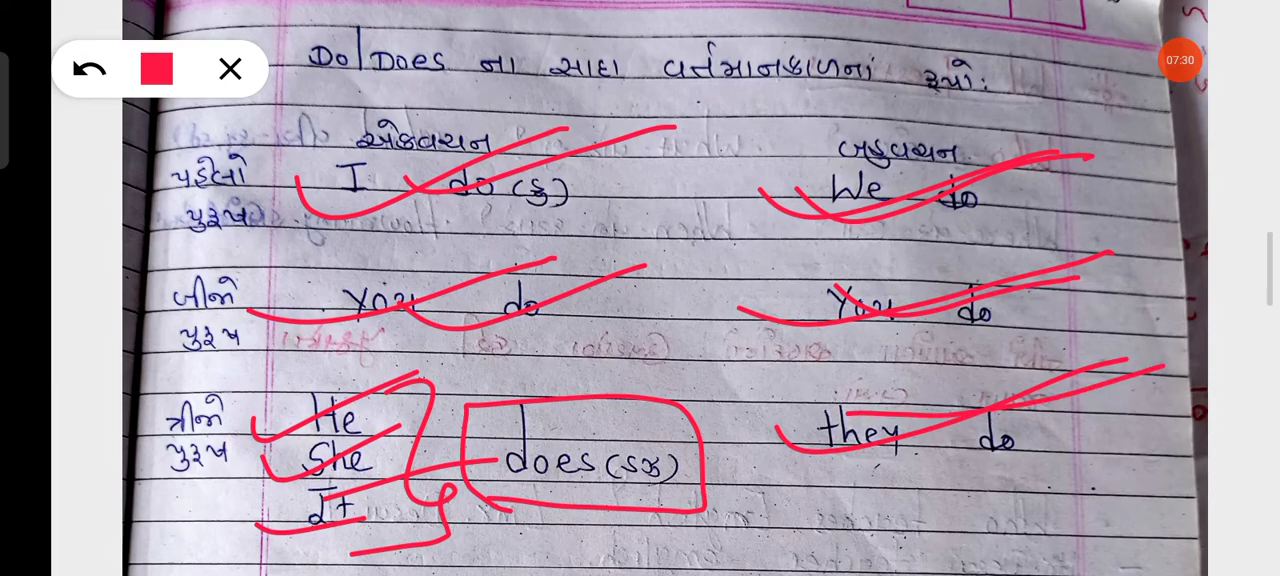 07:30
Do/Does ના સાદા વર્તમાનકાળનાં રૂપો:
એકવચન બહુવચન
પહેલો I do (ડુ) We do
પુરૂખ
બીજો You do You do
પુરૂખ
ત્રીજો He they do
પુરૂખ She does (ડઝ)
It